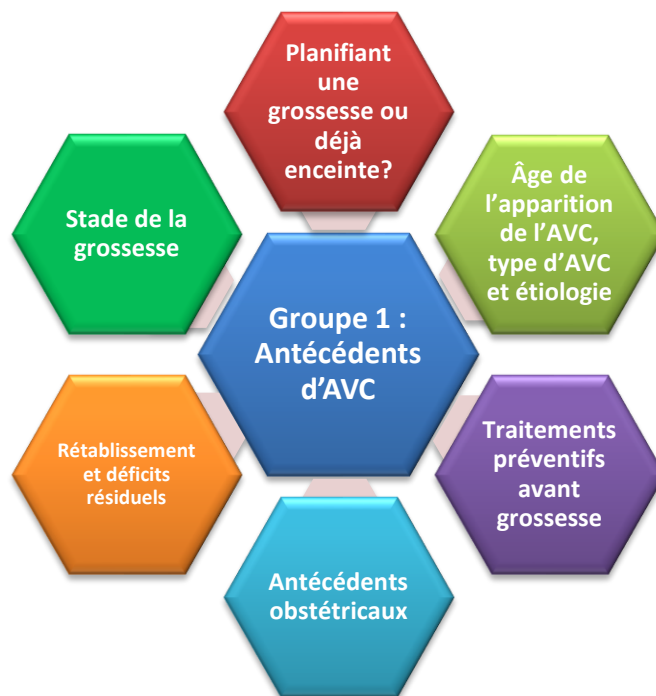 Planifiant
une
grossesse ou
déjà
enceinte?
Âge de
l’apparition
de l’AVC,
type d’AVC
et étiologie
Stade de la
grossesse
Groupe 1 :
Antécédents
d’AVC
Traitements
préventifs
avant
grossesse
Rétablissement
et déficits
résiduels
Antécédents
obstétricaux